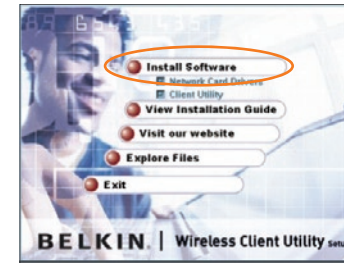 Install Software
Network Card Drivers
Client Utility
View Installation Guide
Visit our website
Explore Files
Exit
BELKIN. | Wireless Client Utility Setup